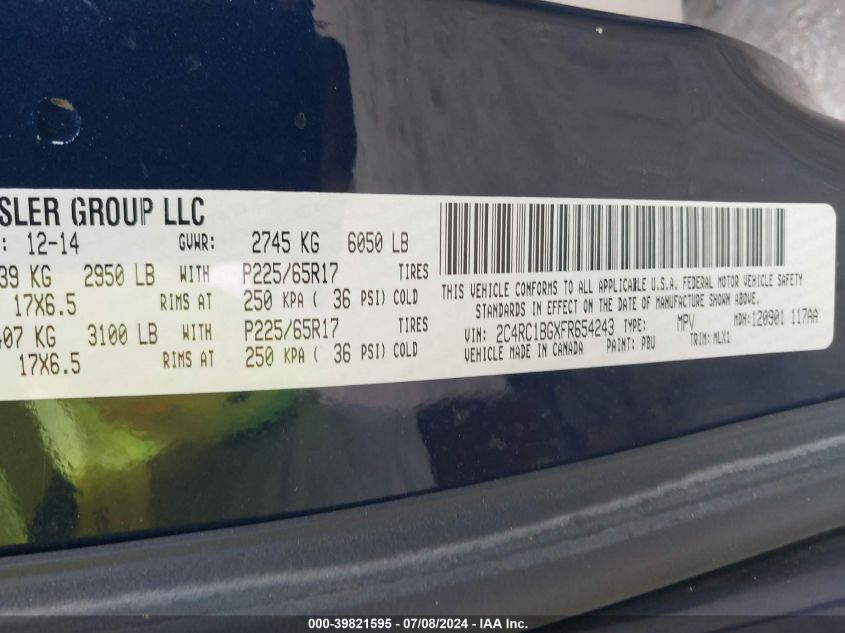 SLER GROUP LLC
: 12-14 GVWR: 2745 KG 6050 LB
39 KG 2950 LB WITH P225/65R17 TIRES
17X6.5 RIMS AT 250 KPA ( 36 PSI) COLD
407 KG 3100 LB WITH P225/65R17 TIRES
17X6.5 RIMS AT 250 KPA ( 36 PSI) COLD
THIS VEHICLE CONFORMS TO ALL APPLICABLE U.S.A. FEDERAL MOTOR VEHICLE SAFETY
STANDARDS IN EFFECT ON THE DATE OF MANUFACTURE SHOWN ABOVE.
VIN: 2C4RC1BGXFR654243 TYPE: MPV MDH: 120901 117AA
VEHICLE MADE IN CANADA PAINT: PBU TRIM: MLX1
000-39821595 - 07/08/2024 - IAA Inc.